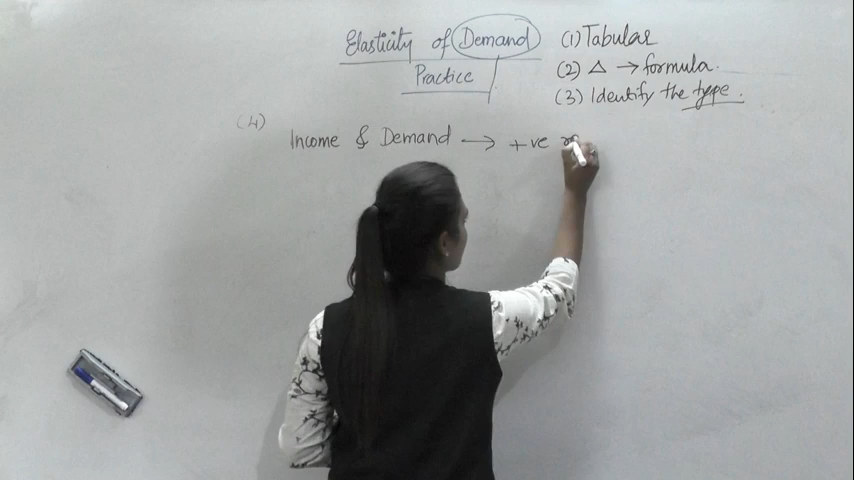 Elasticity of Demand
Practice
(1) Tabular
(2) △ → formula.
(3) Identify the type.
(4)
Income & Demand → +ve